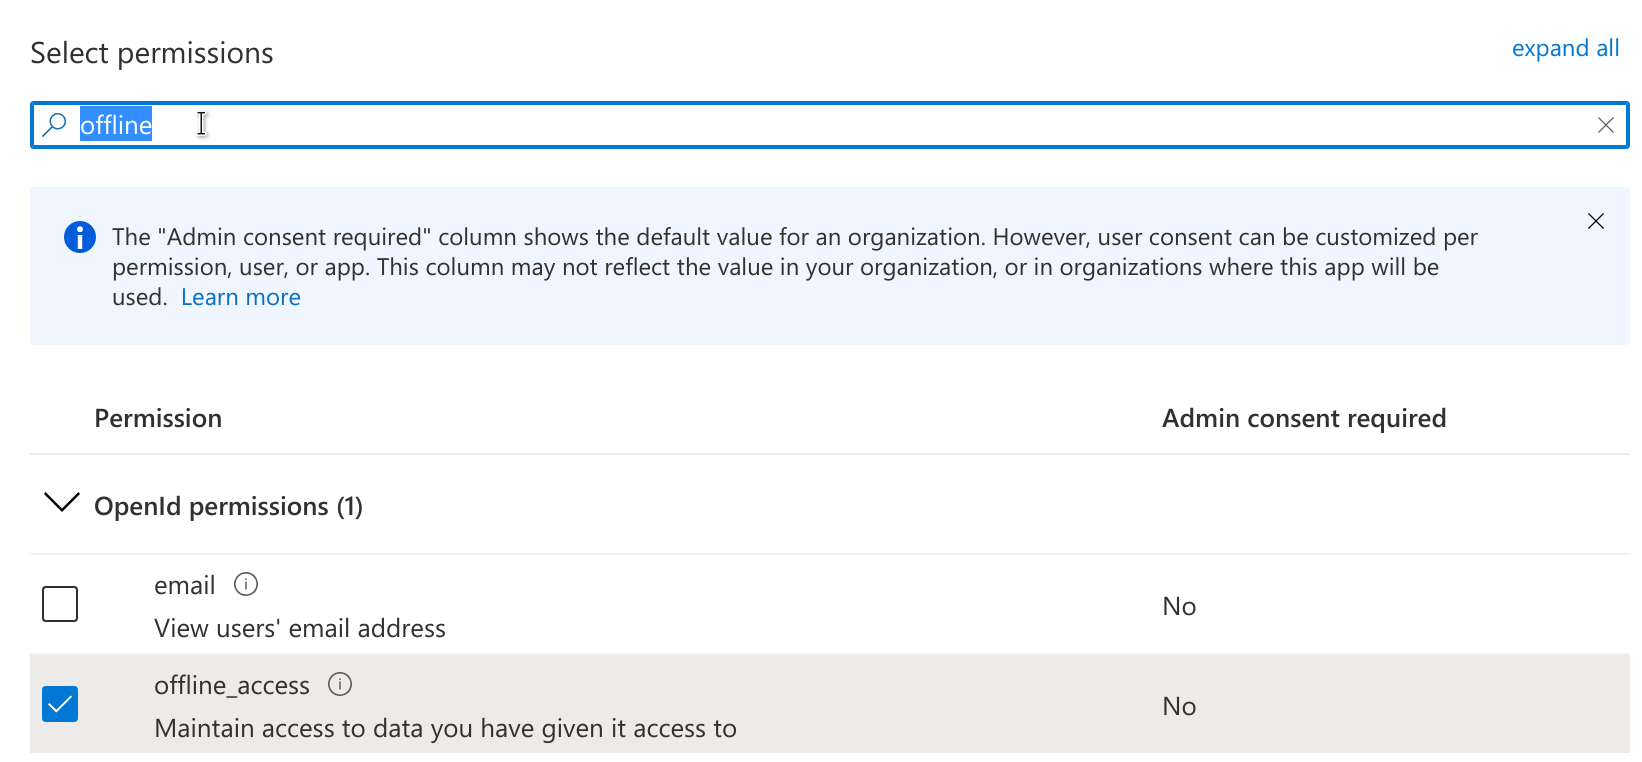 Select permissions
expand all
offline
The "Admin consent required" column shows the default value for an organization. However, user consent can be customized per
permission, user, or app. This column may not reflect the value in your organization, or in organizations where this app will be
used. Learn more
Permission
Admin consent required
OpenId permissions (1)
email
View users' email address
No
offline_access
Maintain access to data you have given it access to
No